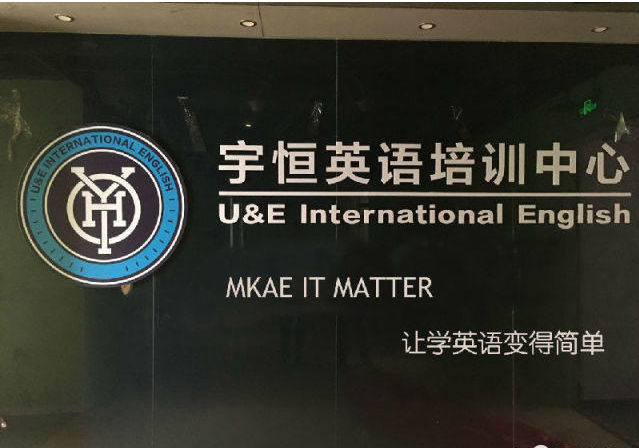 U&E INTERNATIONAL ENGLISH
YH
宇恒英语培训中心
U&E International English
MKAE IT MATTER
让学英语变得简单